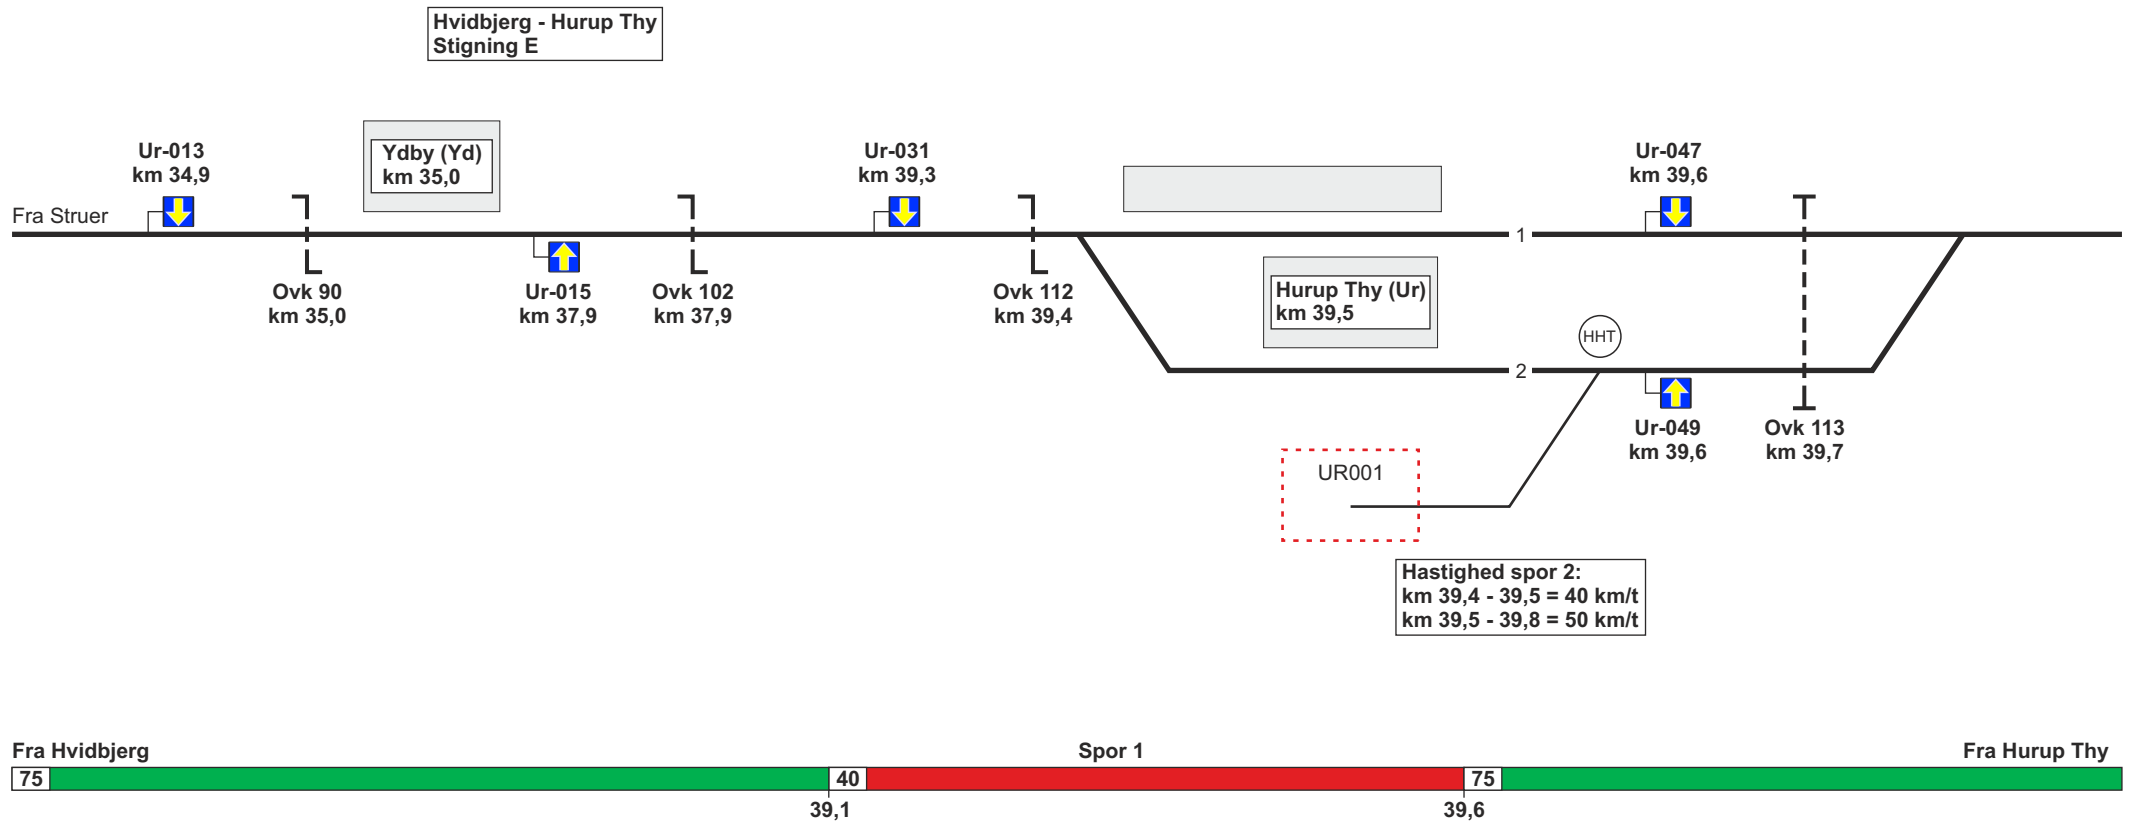 Hvidbjerg - Hurup Thy
Stigning E
Ur-013
km 34,9
Ydby (Yd)
km 35,0
Ur-031
km 39,3
Ur-047
km 39,6
Fra Struer
1
Ovk 90
km 35,0
Ur-015
km 37,9
Ovk 102
km 37,9
Ovk 112
km 39,4
Hurup Thy (Ur)
km 39,5
HHT
2
Ur-049
km 39,6
Ovk 113
km 39,7
UR001
Hastighed spor 2:
km 39,4 - 39,5 = 40 km/t
km 39,5 - 39,8 = 50 km/t
Fra Hvidbjerg
Spor 1
Fra Hurup Thy
75
40
75
39,1
39,6